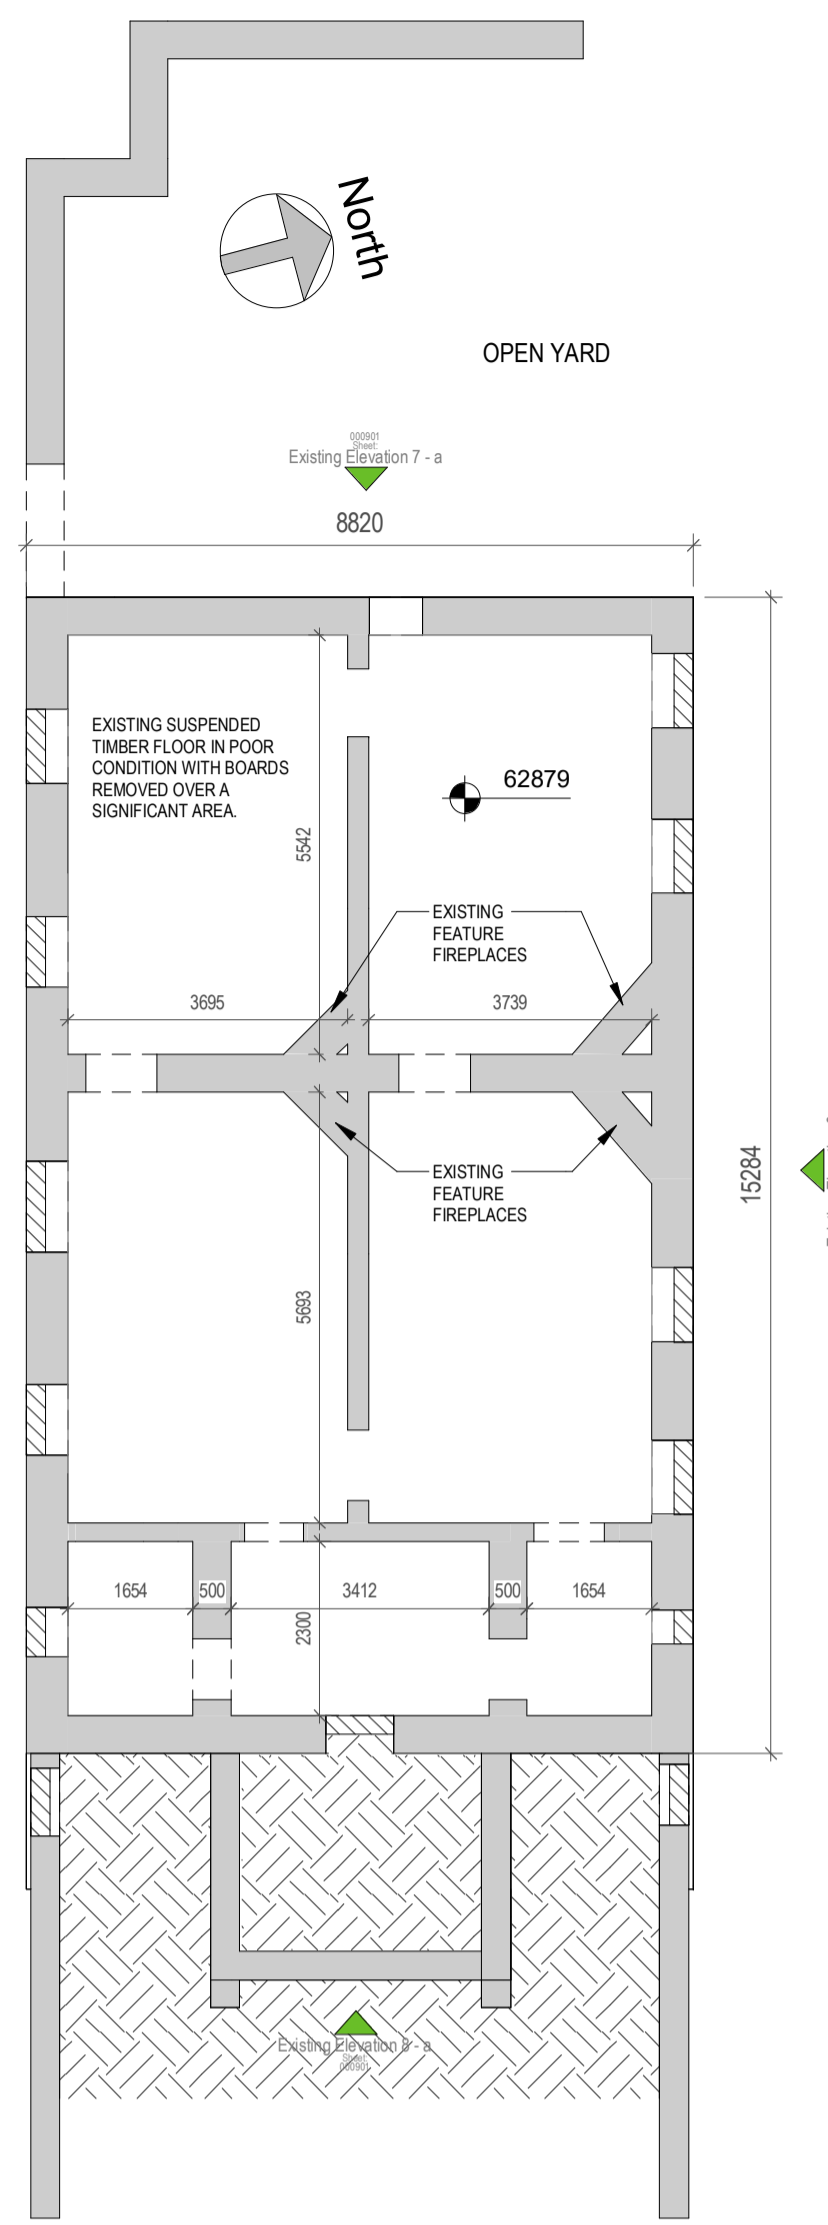 North
OPEN YARD
000901
Sheet:
Existing Elevation 7 - a
8820
EXISTING SUSPENDED
TIMBER FLOOR IN POOR
CONDITION WITH BOARDS
REMOVED OVER A
SIGNIFICANT AREA.
62879
5542
EXISTING
FEATURE
FIREPLACES
3695
3739
15284
EXISTING
FEATURE
FIREPLACES
5693
1654
500
3412
500
1654
2300
Existing Elevation 8 - a
Sheet:
000901